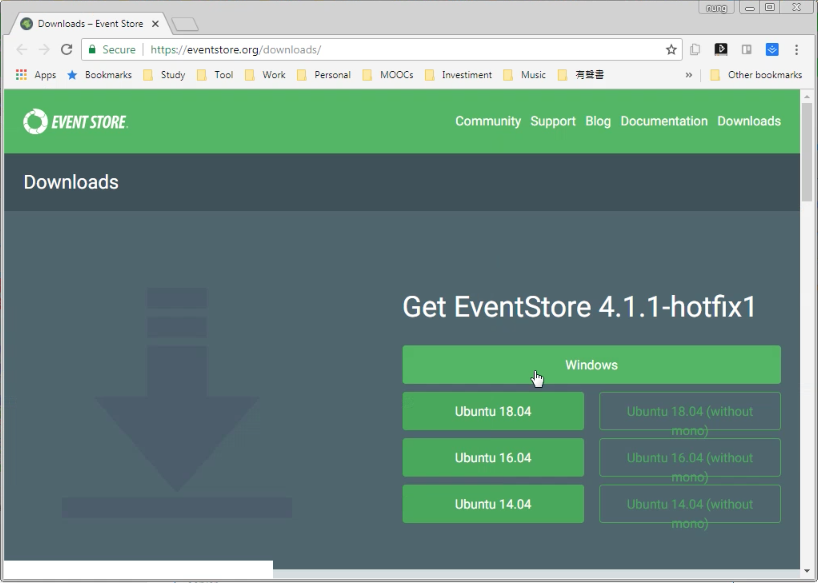 nung
Downloads – Event Store
Secure https://eventstore.org/downloads/
Apps Bookmarks Study Tool Work Personal MOOCs Investiment Music 有聲書 » Other bookmarks
EVENT STORE
Community Support Blog Documentation Downloads
Downloads
Get EventStore 4.1.1-hotfix1
Windows
Ubuntu 18.04
Ubuntu 18.04 (without
mono)
Ubuntu 16.04
Ubuntu 16.04 (without
mono)
Ubuntu 14.04
Ubuntu 14.04 (without
mono)